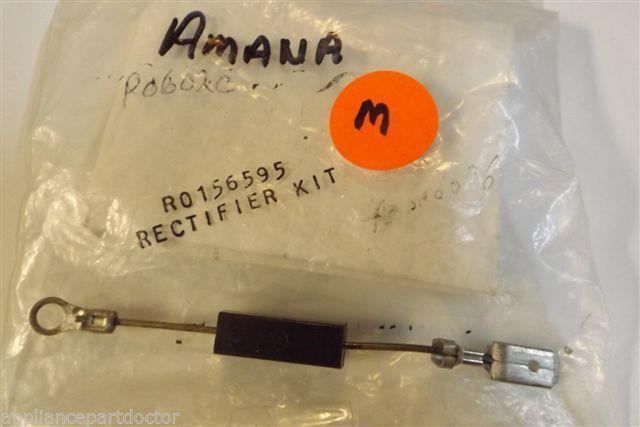 AMANA
M
R0156595
RECTIFIER KIT
appliancepartdoctor